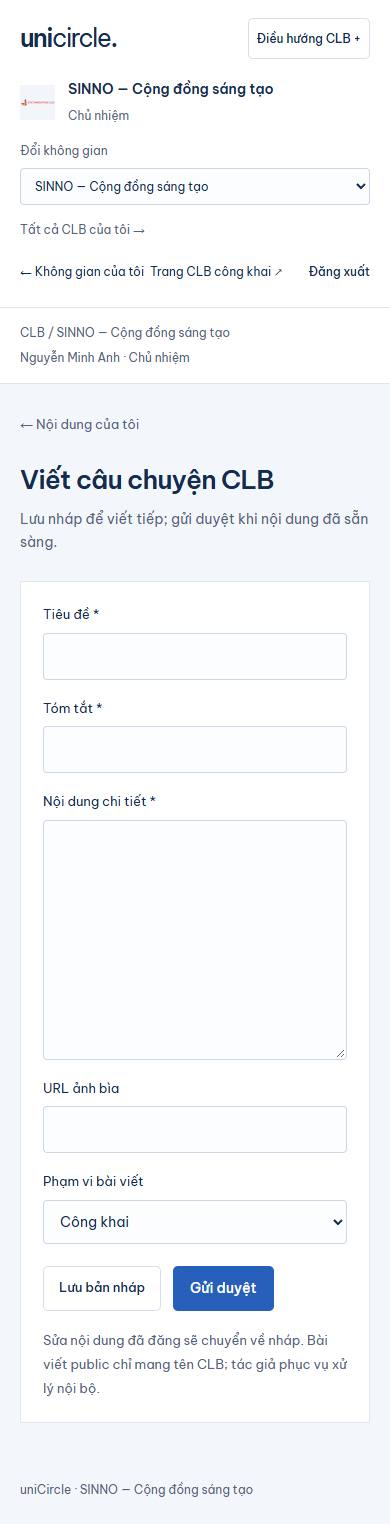 unicircle.
Điều hướng CLB +
SINNO — Cộng đồng sáng tạo
Chủ nhiệm
Đổi không gian
SINNO — Cộng đồng sáng tạo
Tất cả CLB của tôi →
← Không gian của tôi Trang CLB công khai ↗ Đăng xuất
CLB / SINNO — Cộng đồng sáng tạo
Nguyễn Minh Anh · Chủ nhiệm
← Nội dung của tôi
Viết câu chuyện CLB
Lưu nháp để viết tiếp; gửi duyệt khi nội dung đã sẵn
sàng.
Tiêu đề *
Tóm tắt *
Nội dung chi tiết *
URL ảnh bìa
Phạm vi bài viết
Công khai
Lưu bản nháp Gửi duyệt
Sửa nội dung đã đăng sẽ chuyển về nháp. Bài
viết public chỉ mang tên CLB; tác giả phục vụ xử
lý nội bộ.
uniCircle · SINNO — Cộng đồng sáng tạo